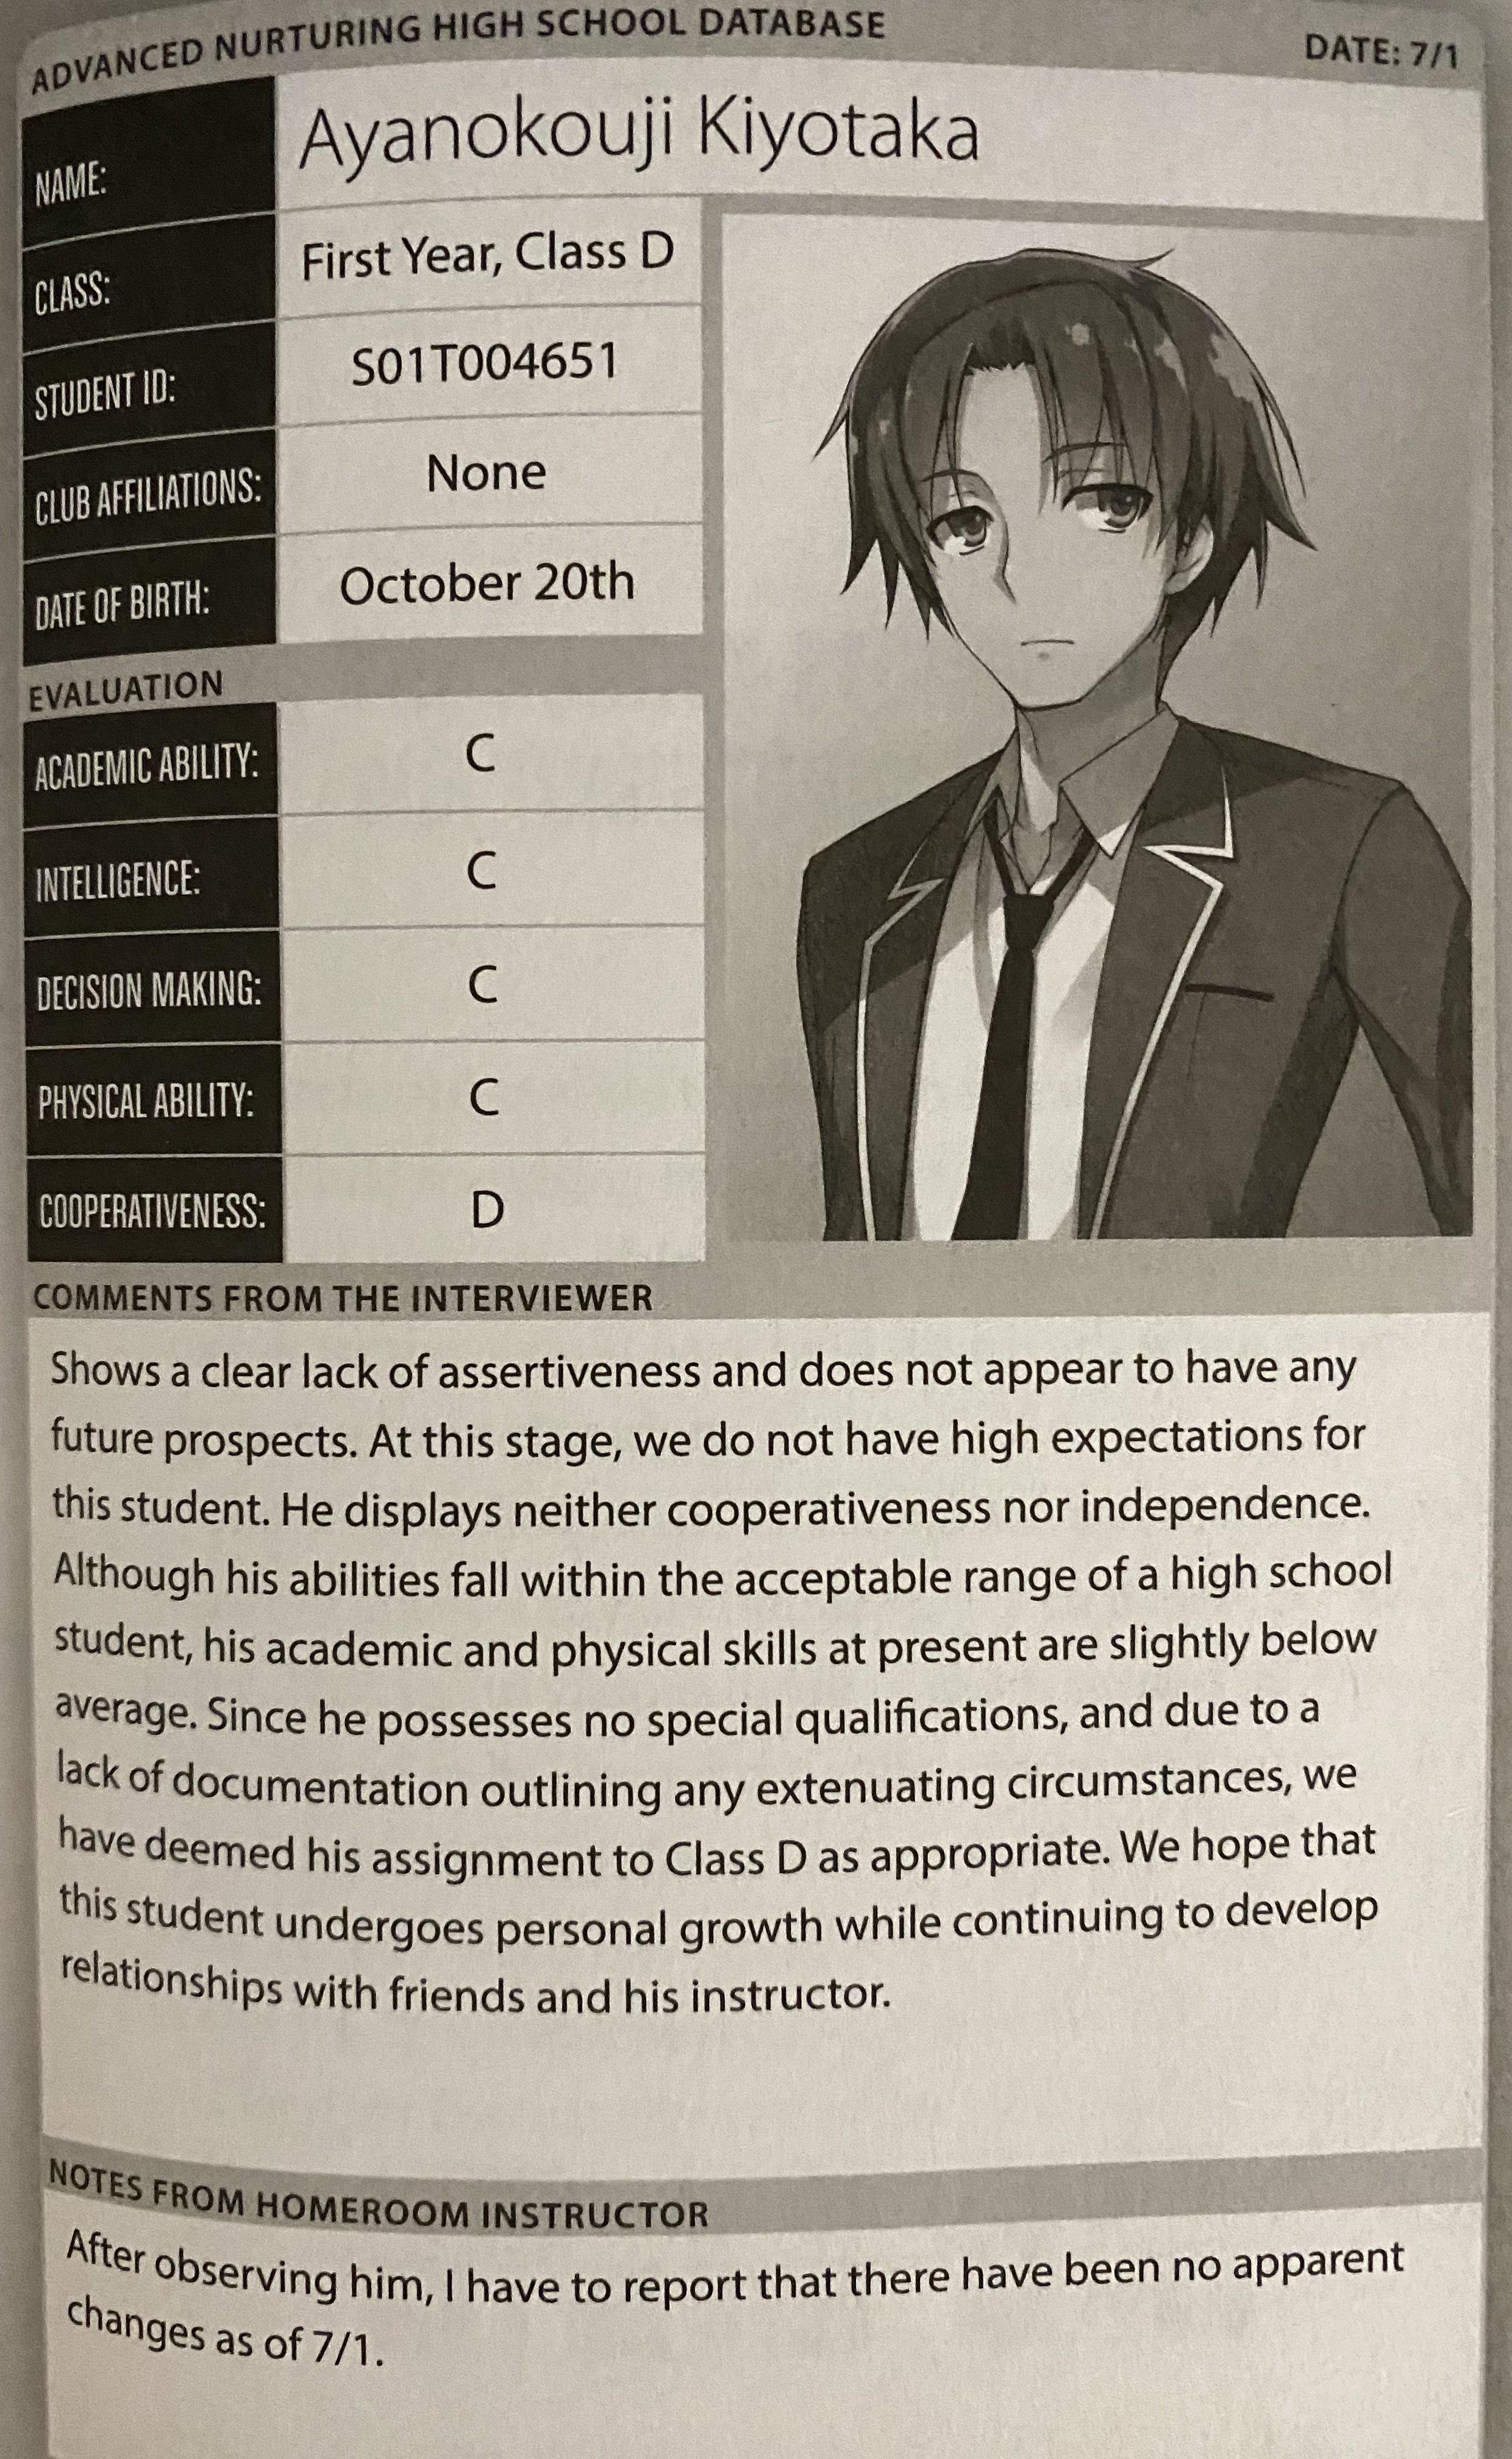 ADVANCED NURTURING HIGH SCHOOL DATABASE
DATE: 7/1
NAME: Ayanokouji Kiyotaka
CLASS: First Year, Class D
STUDENT ID: S01T004651
CLUB AFFILIATIONS: None
DATE OF BIRTH: October 20th
EVALUATION
ACADEMIC ABILITY: C
INTELLIGENCE: C
DECISION MAKING: C
PHYSICAL ABILITY: C
COOPERATIVENESS: D
COMMENTS FROM THE INTERVIEWER
Shows a clear lack of assertiveness and does not appear to have any
future prospects. At this stage, we do not have high expectations for
this student. He displays neither cooperativeness nor independence.
Although his abilities fall within the acceptable range of a high school
student, his academic and physical skills at present are slightly below
average. Since he possesses no special qualifications, and due to a
lack of documentation outlining any extenuating circumstances, we
have deemed his assignment to Class D as appropriate. We hope that
this student undergoes personal growth while continuing to develop
relationships with friends and his instructor.
NOTES FROM HOMEROOM INSTRUCTOR
After observing him, I have to report that there have been no apparent
changes as of 7/1.